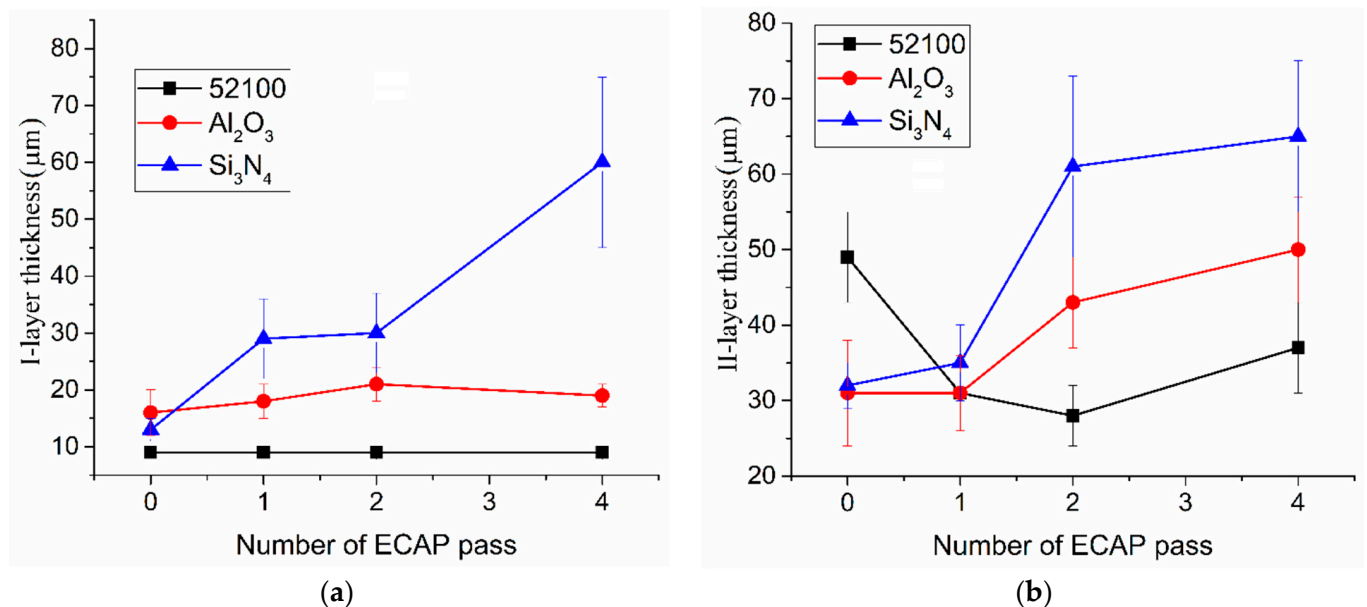 80
70
60
50
40
30
20
10
I-layer thickness(μm)
52100
Al₂O₃
Si₃N₄
0 1 2 3 4
Number of ECAP pass
(a)
80
70
60
50
40
30
20
II-layer thickness(μm)
52100
Al₂O₃
Si₃N₄
0 1 2 3 4
Number of ECAP pass
(b)